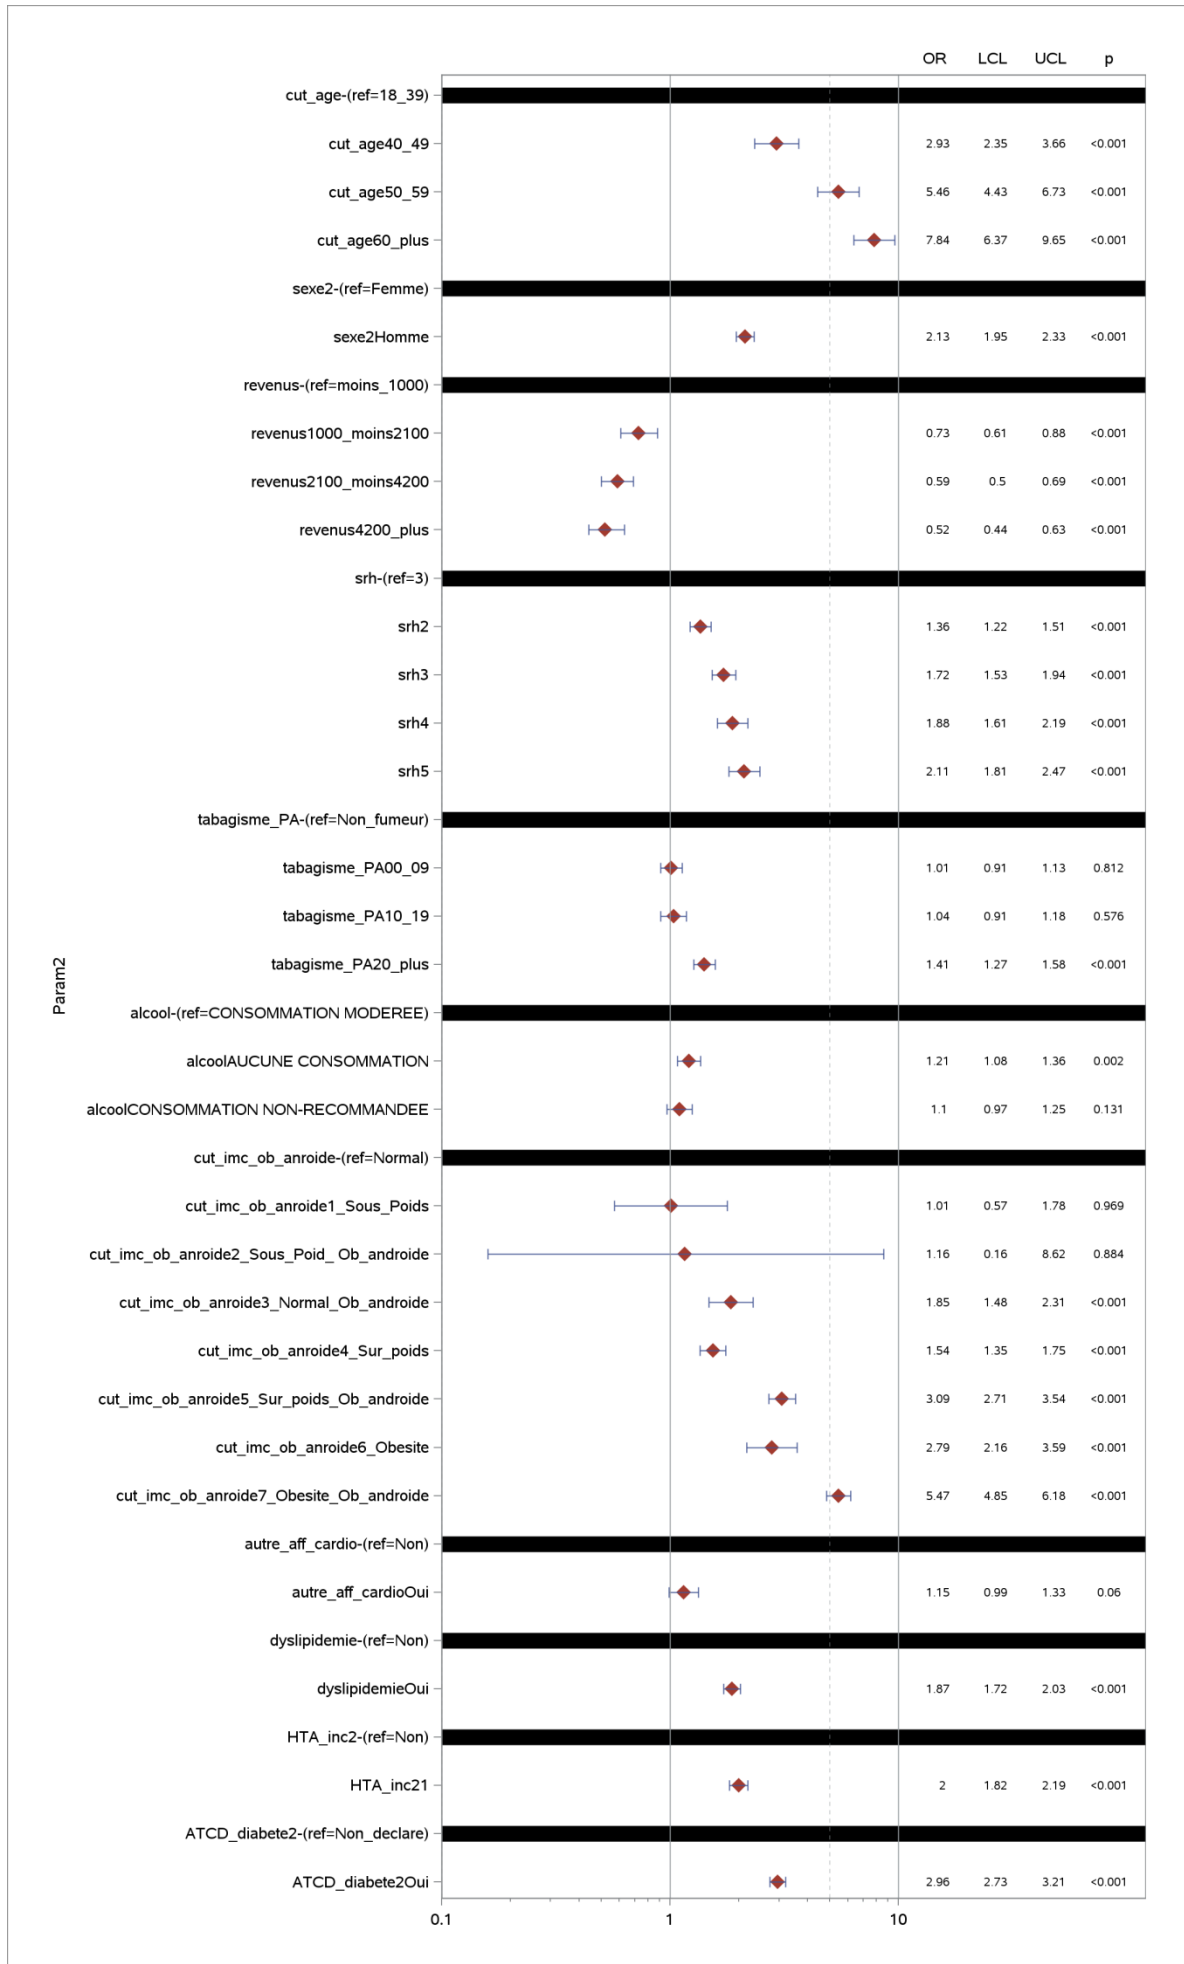 OR LCL UCL p
cut_age-(ref=18_39)
cut_age40_49 2.93 2.35 3.66 <0.001
cut_age50_59 5.46 4.43 6.73 <0.001
cut_age60_plus 7.84 6.37 9.65 <0.001
sexe2-(ref=Femme)
sexe2Homme 2.13 1.95 2.33 <0.001
revenus-(ref=moins_1000)
revenus1000_moins2100 0.73 0.61 0.88 <0.001
revenus2100_moins4200 0.59 0.5 0.69 <0.001
revenus4200_plus 0.52 0.44 0.63 <0.001
srh-(ref=3)
srh2 1.36 1.22 1.51 <0.001
srh3 1.72 1.53 1.94 <0.001
srh4 1.88 1.61 2.19 <0.001
srh5 2.11 1.81 2.47 <0.001
tabagisme_PA-(ref=Non_fumeur)
tabagisme_PA00_09 1.01 0.91 1.13 0.812
tabagisme_PA10_19 1.04 0.91 1.18 0.576
tabagisme_PA20_plus 1.41 1.27 1.58 <0.001
Param2
alcool-(ref=CONSOMMATION MODEREE)
alcoolAUCUNE CONSOMMATION 1.21 1.08 1.36 0.002
alcoolCONSOMMATION NON-RECOMMANDEE 1.1 0.97 1.25 0.131
cut_imc_ob_anroide-(ref=Normal)
cut_imc_ob_anroide1_Sous_Poids 1.01 0.57 1.78 0.969
cut_imc_ob_anroide2_Sous_Poid_ Ob_androide 1.16 0.16 8.62 0.884
cut_imc_ob_anroide3_Normal_Ob_androide 1.85 1.48 2.31 <0.001
cut_imc_ob_anroide4_Sur_poids 1.54 1.35 1.75 <0.001
cut_imc_ob_anroide5_Sur_poids_Ob_androide 3.09 2.71 3.54 <0.001
cut_imc_ob_anroide6_Obesite 2.79 2.16 3.59 <0.001
cut_imc_ob_anroide7_Obesite_Ob_androide 5.47 4.85 6.18 <0.001
autre_aff_cardio-(ref=Non)
autre_aff_cardioOui 1.15 0.99 1.33 0.06
dyslipidemie-(ref=Non)
dyslipidemieOui 1.87 1.72 2.03 <0.001
HTA_inc2-(ref=Non)
HTA_inc21 2 1.82 2.19 <0.001
ATCD_diabete2-(ref=Non_declare)
ATCD_diabete2Oui 2.96 2.73 3.21 <0.001
0.1 1 10